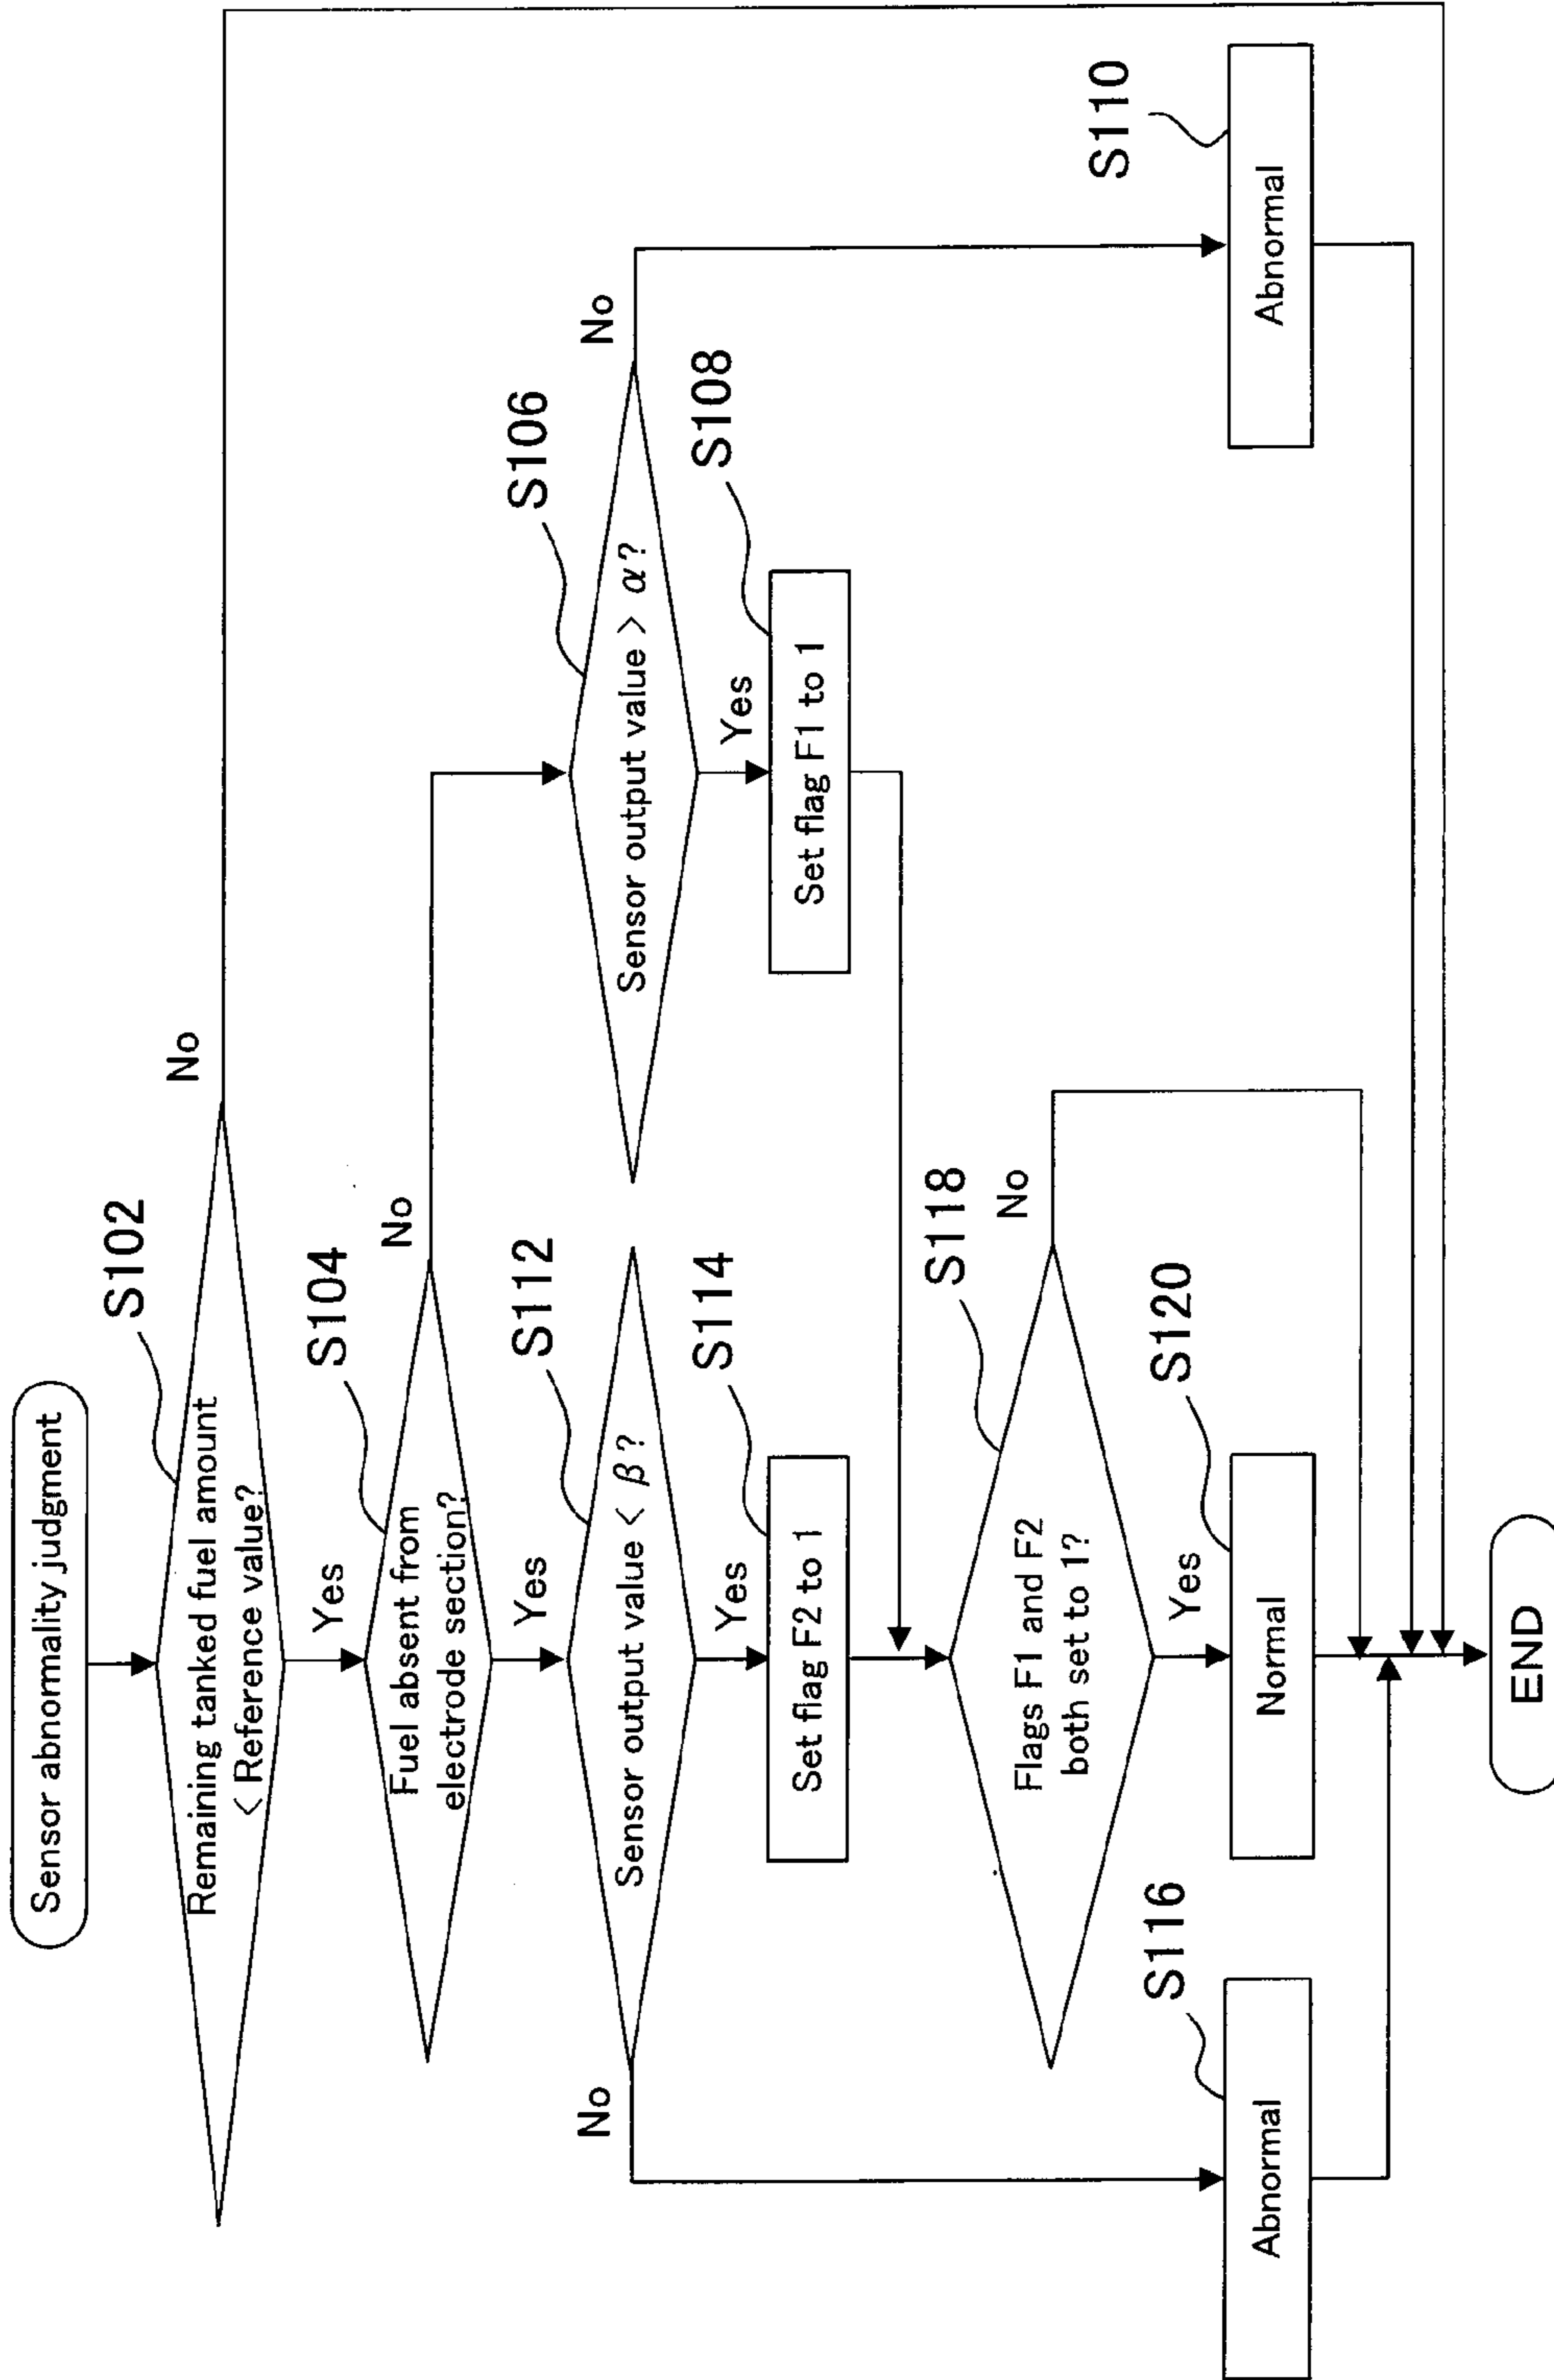 Sensor abnormality judgment
S102
Remaining tanked fuel amount
< Reference value?
No
Yes
S104
Fuel absent from
electrode section?
No
Yes
S112
Sensor output value < β?
No
Yes
S106
Sensor output value > α?
No
Yes
S114
Set flag F2 to 1
S108
Set flag F1 to 1
S118
Flags F1 and F2
both set to 1?
No
Yes
S116
Abnormal
S120
Normal
S110
Abnormal
END